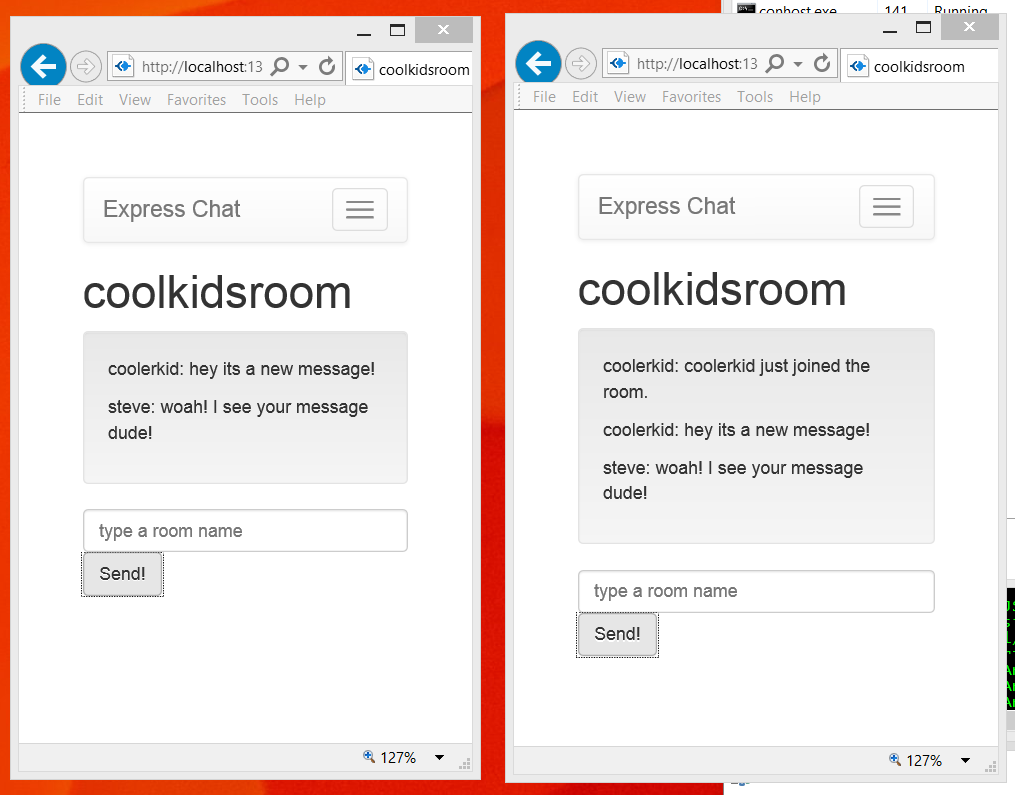 http://localhost:13
coolkidsroom
File Edit View Favorites Tools Help
Express Chat
coolkidsroom
coolerkid: hey its a new message!
steve: woah! I see your message
dude!
type a room name
Send!
127%
conhost.exe 141 Running
http://localhost:13
coolkidsroom
File Edit View Favorites Tools Help
Express Chat
coolkidsroom
coolerkid: coolerkid just joined the
room.
coolerkid: hey its a new message!
steve: woah! I see your message
dude!
type a room name
Send!
127%